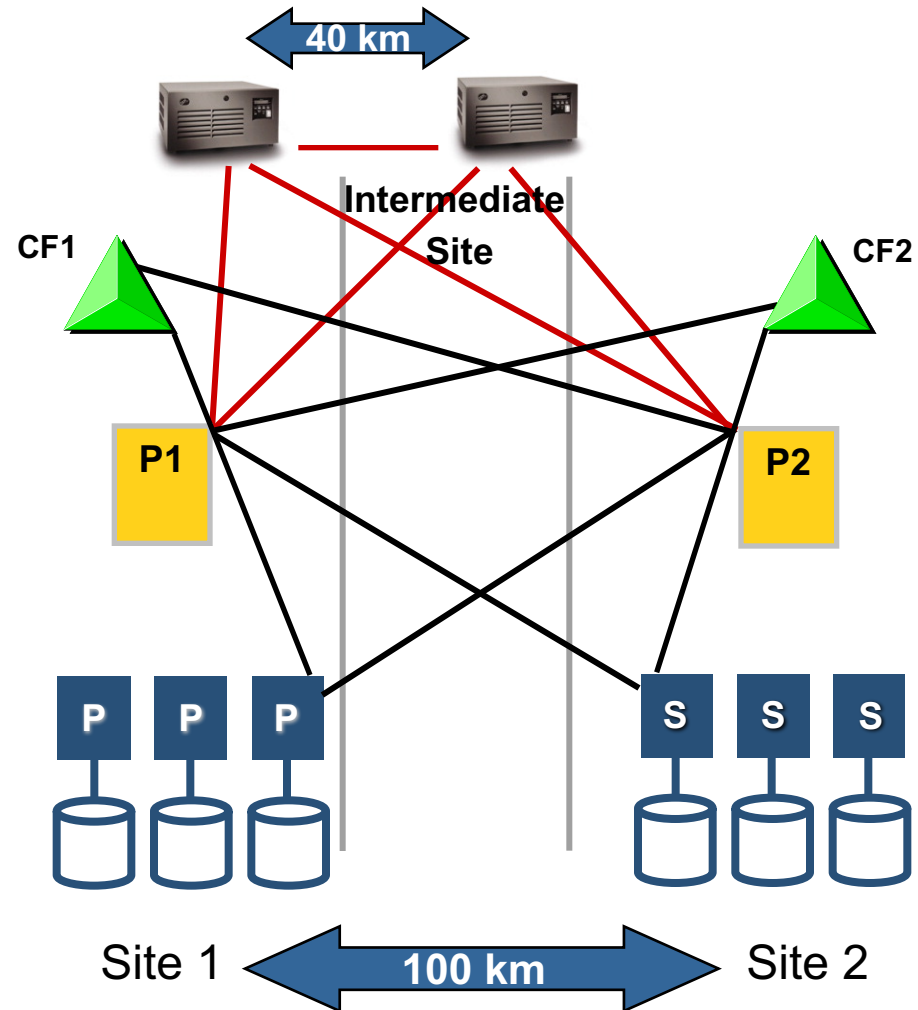 40 km
Intermediate
Site
CF1
CF2
P1
P2
P
P
P
S
S
S
Site 1
100 km
Site 2